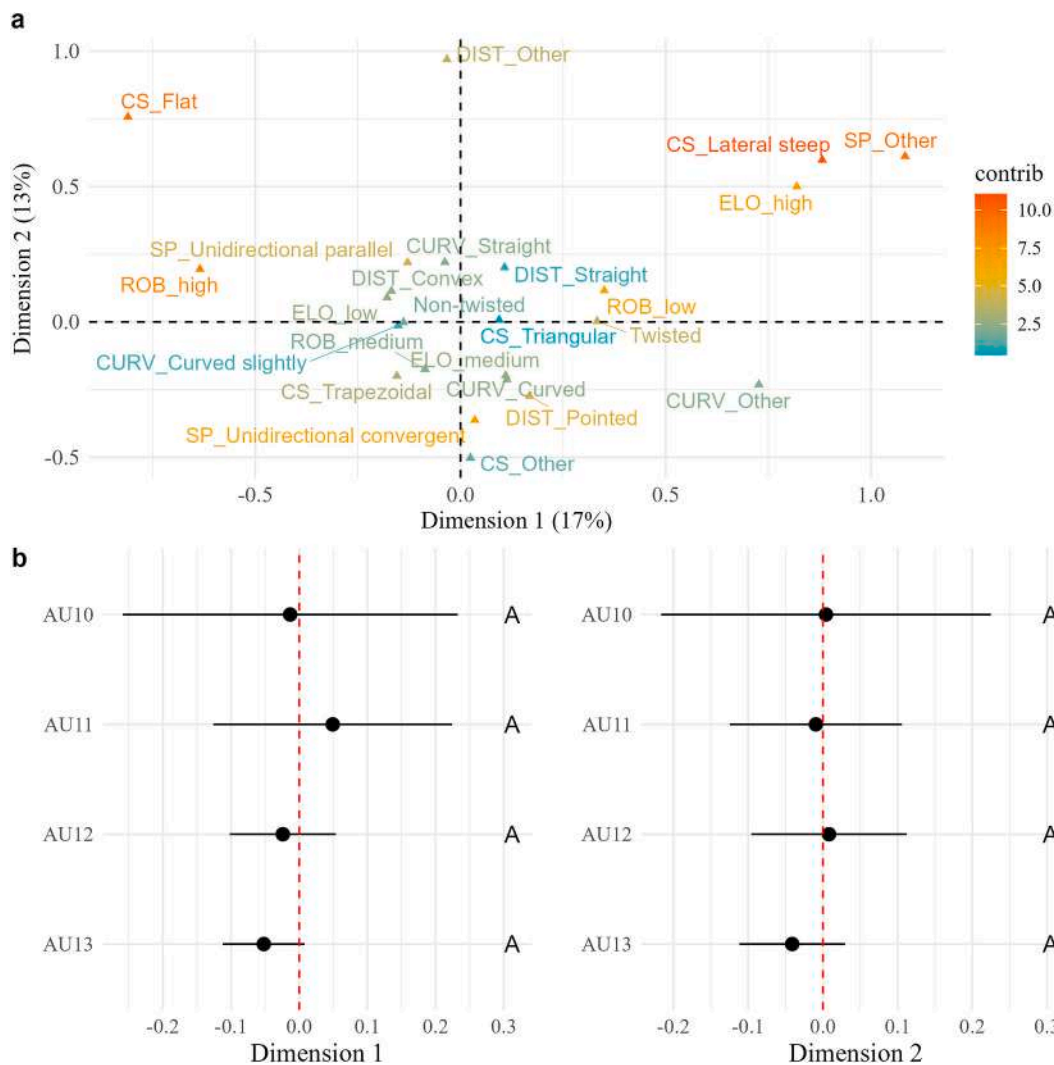 a
1.0
DIST_Other
CS_Flat
CS_Lateral steep
SP_Other
contrib
0.5
ELO_high
10.0
SP_Unidirectional parallel
CURV_Straight
7.5
ROB_high
DIST_Convex
DIST_Straight
5.0
ELO_low
Non-twisted
ROB_low
2.5
0.0
ROB_medium
CS_Triangular
Twisted
CURV_Curved slightly
ELO_medium
CS_Trapezoidal
CURV_Curved
CURV_Other
DIST_Pointed
SP_Unidirectional convergent
-0.5
CS_Other
-0.5 0.0 0.5 1.0
Dimension 1 (17%)
Dimension 2 (13%)
b
AU10 A
AU11 A
AU12 A
AU13 A
-0.2 -0.1 0.0 0.1 0.2 0.3
Dimension 1
AU10 A
AU11 A
AU12 A
AU13 A
-0.2 -0.1 0.0 0.1 0.2 0.3
Dimension 2